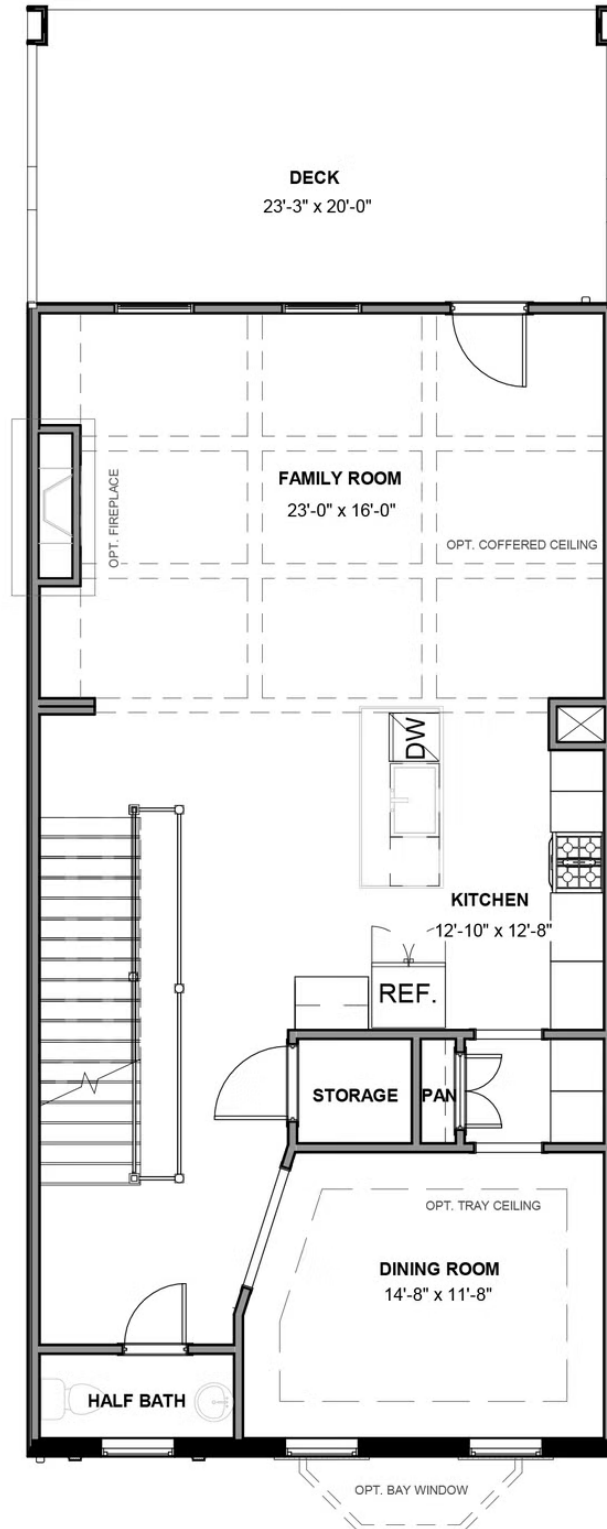 DECK
23'-3" x 20'-0"
FAMILY ROOM
23'-0" x 16'-0"
OPT. FIREPLACE
OPT. COFFERED CEILING
DW
KITCHEN
12'-10" x 12'-8"
REF.
STORAGE
PAN
OPT. TRAY CEILING
DINING ROOM
14'-8" x 11'-8"
HALF BATH
OPT. BAY WINDOW